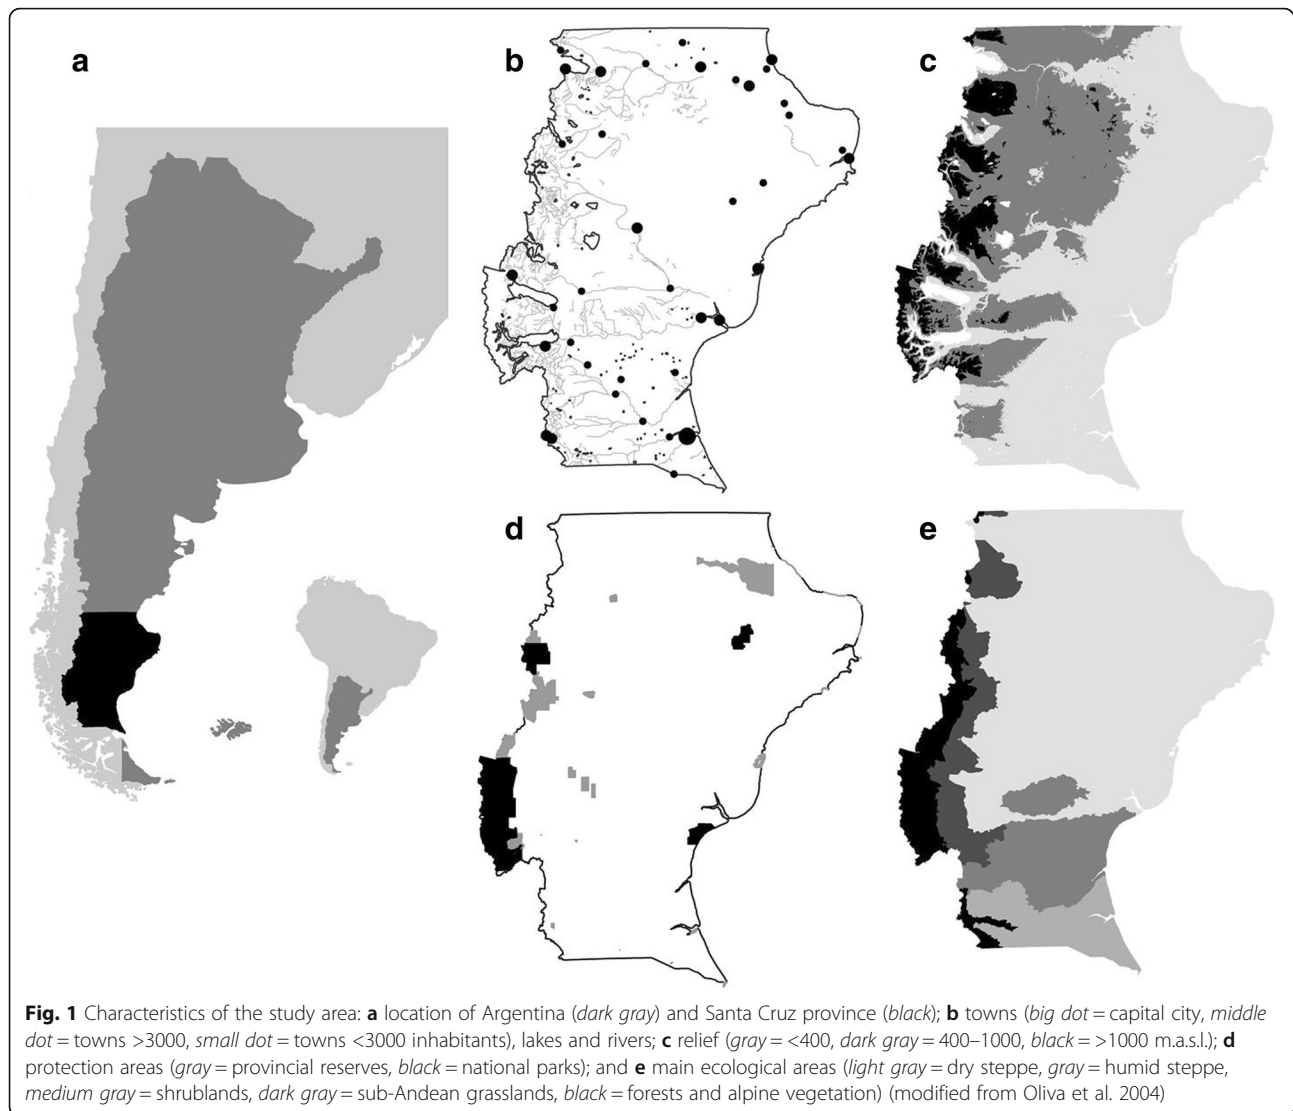 a
b
c
d
e
Fig. 1 Characteristics of the study area: a location of Argentina (dark gray) and Santa Cruz province (black); b towns (big dot = capital city, middle
dot = towns >3000, small dot = towns <3000 inhabitants), lakes and rivers; c relief (gray = <400, dark gray = 400–1000, black = >1000 m.a.s.l.); d
protection areas (gray = provincial reserves, black = national parks); and e main ecological areas (light gray = dry steppe, gray = humid steppe,
medium gray = shrublands, dark gray = sub-Andean grasslands, black = forests and alpine vegetation) (modified from Oliva et al. 2004)